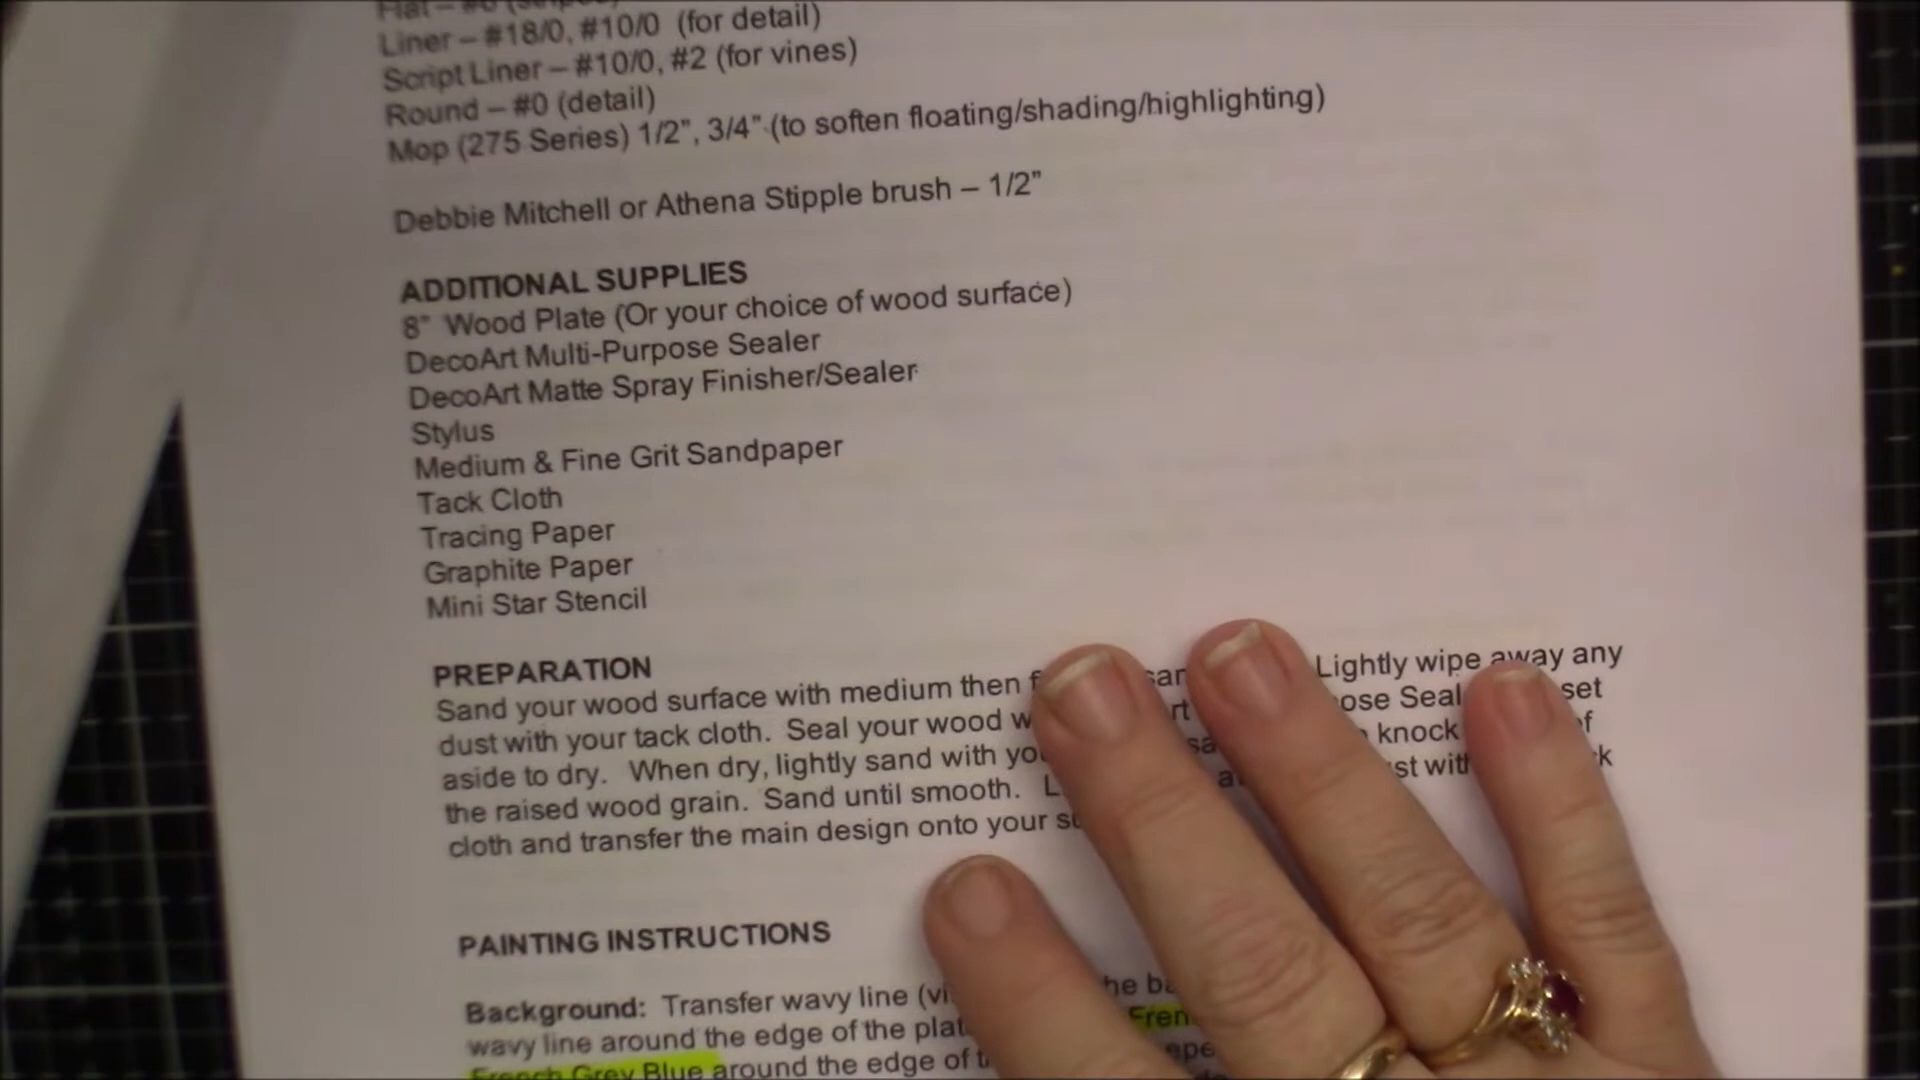 Flat – #6
Liner – #18/0, #10/0 (for detail)
Script Liner – #10/0, #2 (for vines)
Round – #0 (detail)
Mop (275 Series) 1/2", 3/4" (to soften floating/shading/highlighting)
Debbie Mitchell or Athena Stipple brush – 1/2"
ADDITIONAL SUPPLIES
8" Wood Plate (Or your choice of wood surface)
DecoArt Multi-Purpose Sealer
DecoArt Matte Spray Finisher/Sealer
Stylus
Medium & Fine Grit Sandpaper
Tack Cloth
Tracing Paper
Graphite Paper
Mini Star Stencil
PREPARATION
Sand your wood surface with medium then Lightly wipe away any
dust with your tack cloth. Seal your wood set
aside to dry. When dry, lightly sand with knock
the raised wood grain. Sand until smooth.
cloth and transfer the main design onto your
PAINTING INSTRUCTIONS
Background: Transfer wavy line
wavy line around the edge of the
French Grey Blue around the edge of